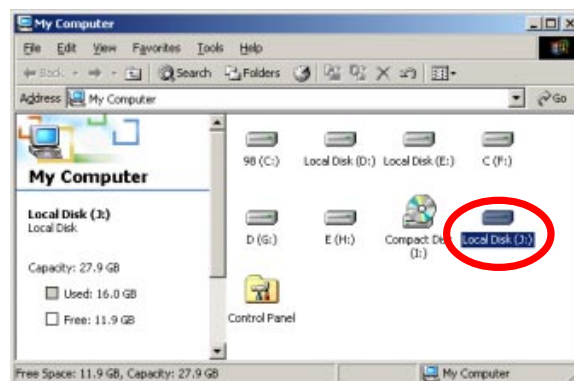 My Computer
File Edit View Favorites Tools Help
Back Search Folders
Address My Computer Go
My Computer
Local Disk (J:)
Local Disk
Capacity: 27.9 GB
Used: 16.0 GB
Free: 11.9 GB
98 (C:) Local Disk (D:) Local Disk (E:) C (F:)
D (G:) E (H:) Compact Disc (I:) Local Disk (J:)
Control Panel
Free Space: 11.9 GB, Capacity: 27.9 GB My Computer